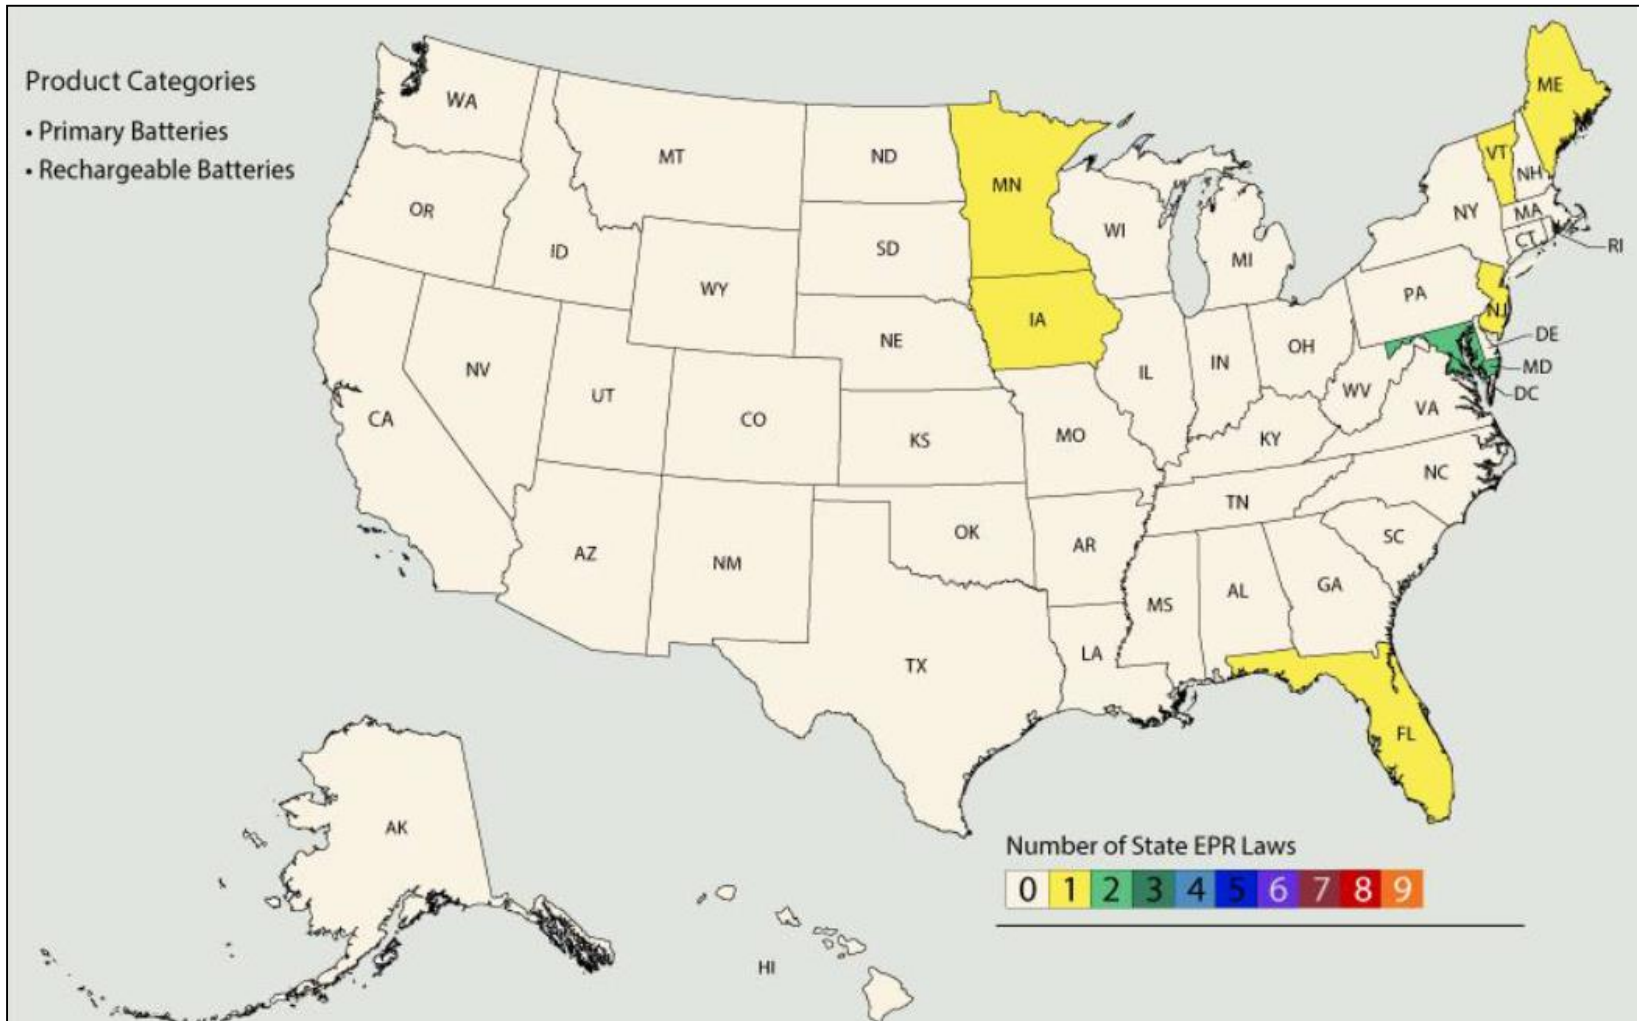 Product Categories
• Primary Batteries
• Rechargeable Batteries
WA
MT
ND
MN
ME
VT
NH
OR
ID
SD
WI
NY
MA
CT
RI
WY
MI
PA
NJ
NE
IA
DE
NV
UT
CO
IL
IN
OH
MD
DC
CA
KS
MO
WV
VA
KY
NC
TN
AZ
NM
OK
AR
SC
MS
AL
GA
TX
LA
FL
AK
HI
Number of State EPR Laws
0 1 2 3 4 5 6 7 8 9